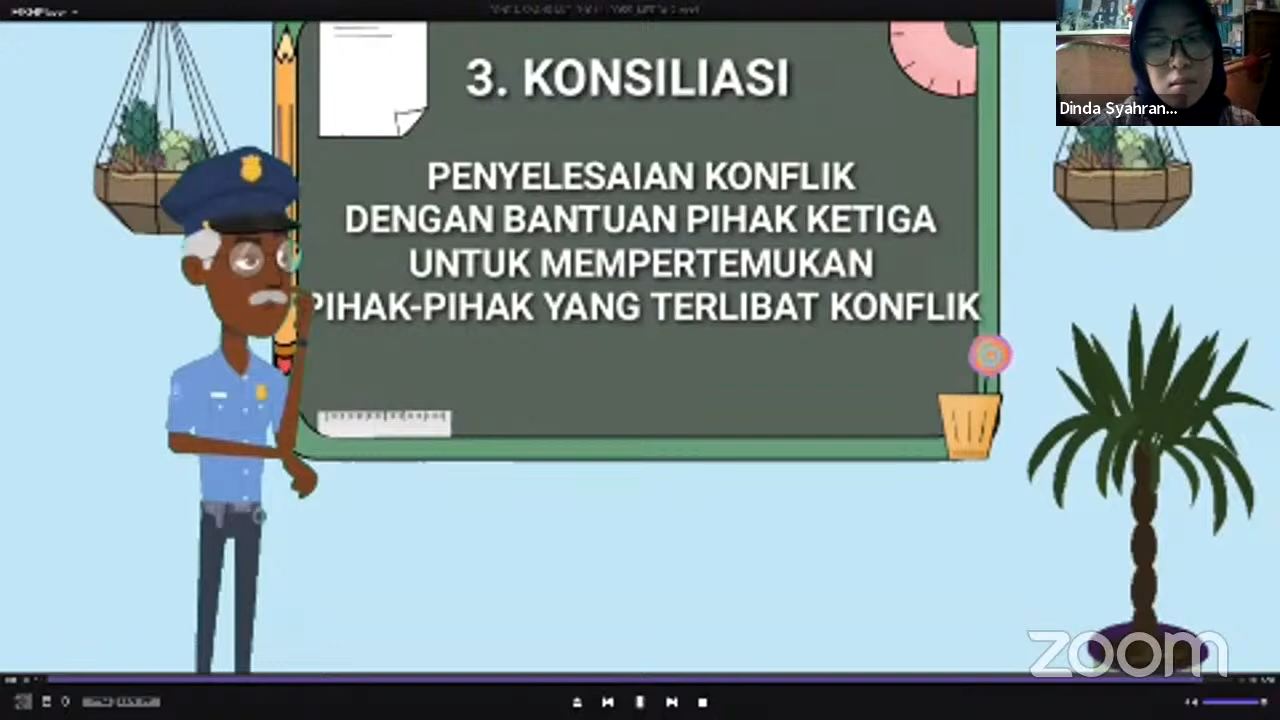 3. KONSILIASI
PENYELESAIAN KONFLIK
DENGAN BANTUAN PIHAK KETIGA
UNTUK MEMPERTEMUKAN
PIHAK-PIHAK YANG TERLIBAT KONFLIK
Dinda Syahran...
zoom